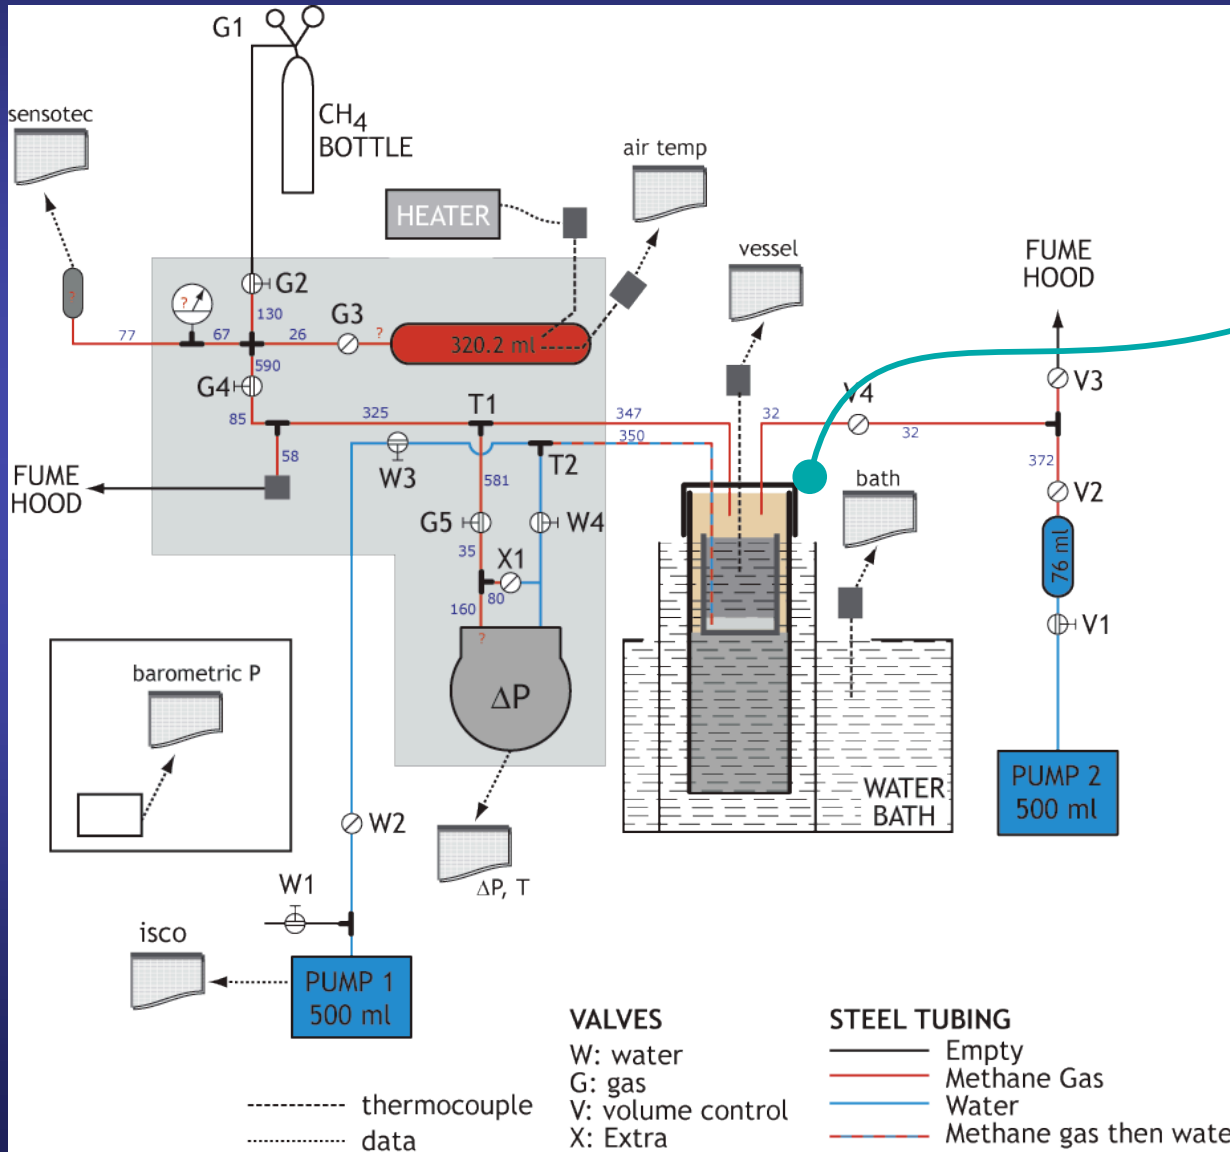 G1
CH4
BOTTLE
sensotec
air temp
HEATER
vessel
FUME
HOOD
G2
?
130
G3
?
77
67
26
320.2 ml
590
G4
V3
V4
85
325
T1
347
32
32
350
58
W3
T2
372
FUME
HOOD
581
bath
V2
G5
W4
35
X1
76 ml
80
160
V1
?
barometric P
ΔP
WATER
BATH
PUMP 2
500 ml
W2
ΔP, T
W1
isco
PUMP 1
500 ml
VALVES
W: water
G: gas
V: volume control
X: Extra
STEEL TUBING
Empty
Methane Gas
Water
Methane gas then wate
thermocouple
data
?